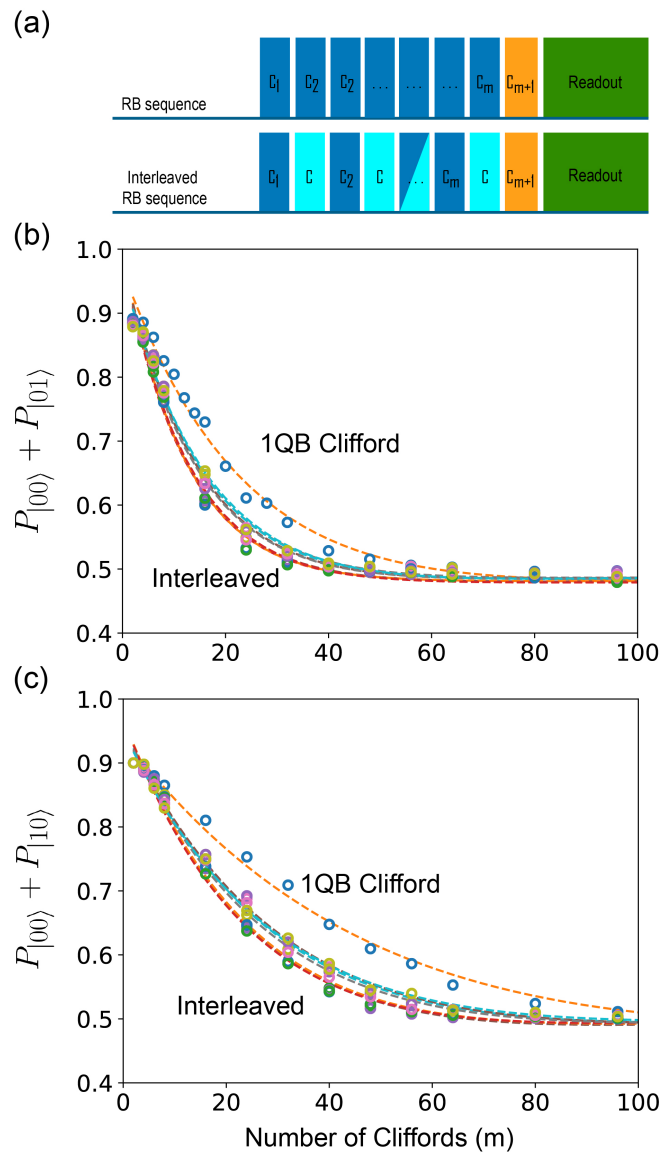 (a)
C1 C2 C2 ... ... ... Cm Cm+1 Readout
RB sequence
C1 C C2 C ... Cm C Cm+1 Readout
Interleaved
RB sequence
(b)
1.0
0.9
0.8
0.7
0.6
0.5
0.4
P|00⟩ + P|01⟩
1QB Clifford
Interleaved
0 20 40 60 80 100
(c)
1.0
0.9
0.8
0.7
0.6
0.5
0.4
P|00⟩ + P|10⟩
1QB Clifford
Interleaved
0 20 40 60 80 100
Number of Cliffords (m)